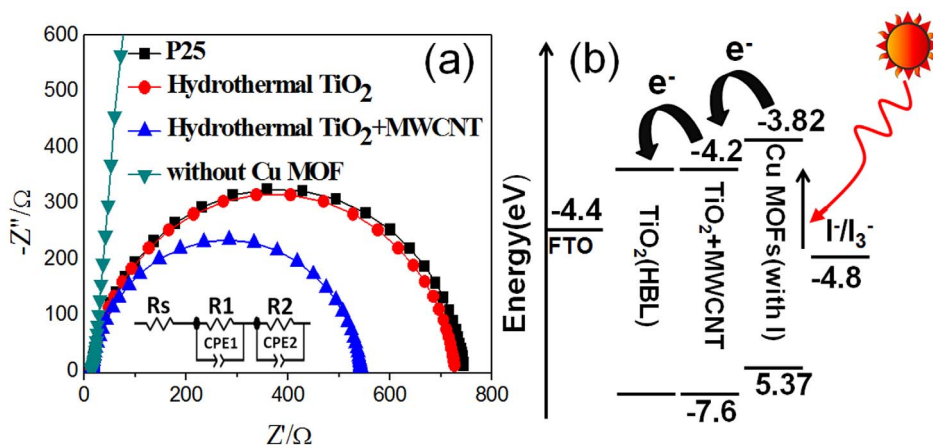 600
500
400
300
200
100
0
-Z''/Ω
0 200 400 600 800
Z'/Ω
P25
Hydrothermal TiO2
Hydrothermal TiO2+MWCNT
without Cu MOF
(a)
Rs R1 R2
CPE1 CPE2
(b)
Energy(eV)
e-
e-
-4.4
FTO
TiO2(HBL)
-4.2
TiO2+MWCNT
-7.6
-3.82
Cu MOFs(with I)
5.37
I-/I3-
-4.8